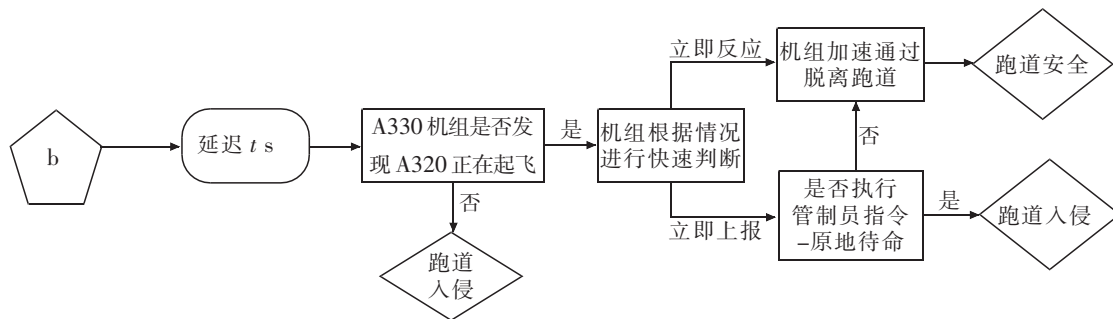 b
延迟 t s
A330 机组是否发
现 A320 正在起飞
否
跑道
入侵
是
机组根据情况
进行快速判断
立即反应
机组加速通过
脱离跑道
跑道安全
否
立即上报
是否执行
管制员指令
-原地待命
是
跑道入侵